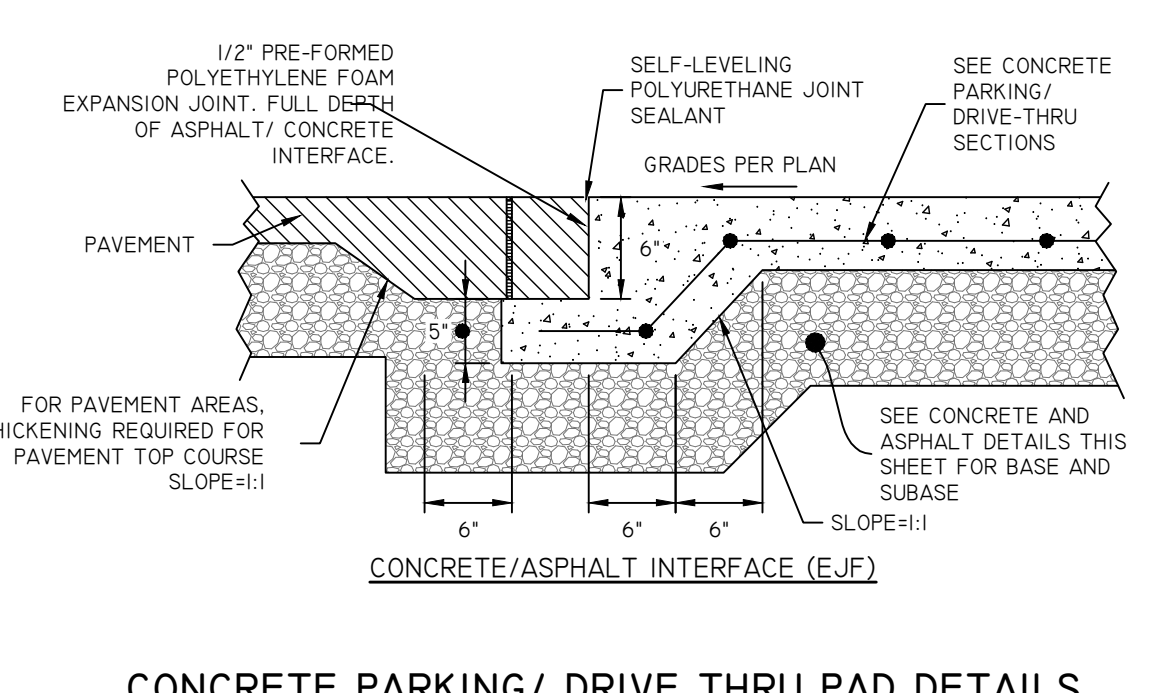 1/2" PRE-FORMED
POLYETHYLENE FOAM
EXPANSION JOINT. FULL DEPTH
OF ASPHALT/ CONCRETE
INTERFACE.
SELF-LEVELING
POLYURETHANE JOINT
SEALANT
SEE CONCRETE
PARKING/
DRIVE-THRU
SECTIONS
GRADES PER PLAN
PAVEMENT
6"
5"
FOR PAVEMENT AREAS,
HICKENING REQUIRED FOR
PAVEMENT TOP COURSE
SLOPE=1:1
SEE CONCRETE AND
ASPHALT DETAILS THIS
SHEET FOR BASE AND
SUBASE
SLOPE=1:1
6"
6"
6"
CONCRETE/ASPHALT INTERFACE (EJF)
CONCRETE PARKING/ DRIVE THRU PAD DETAILS